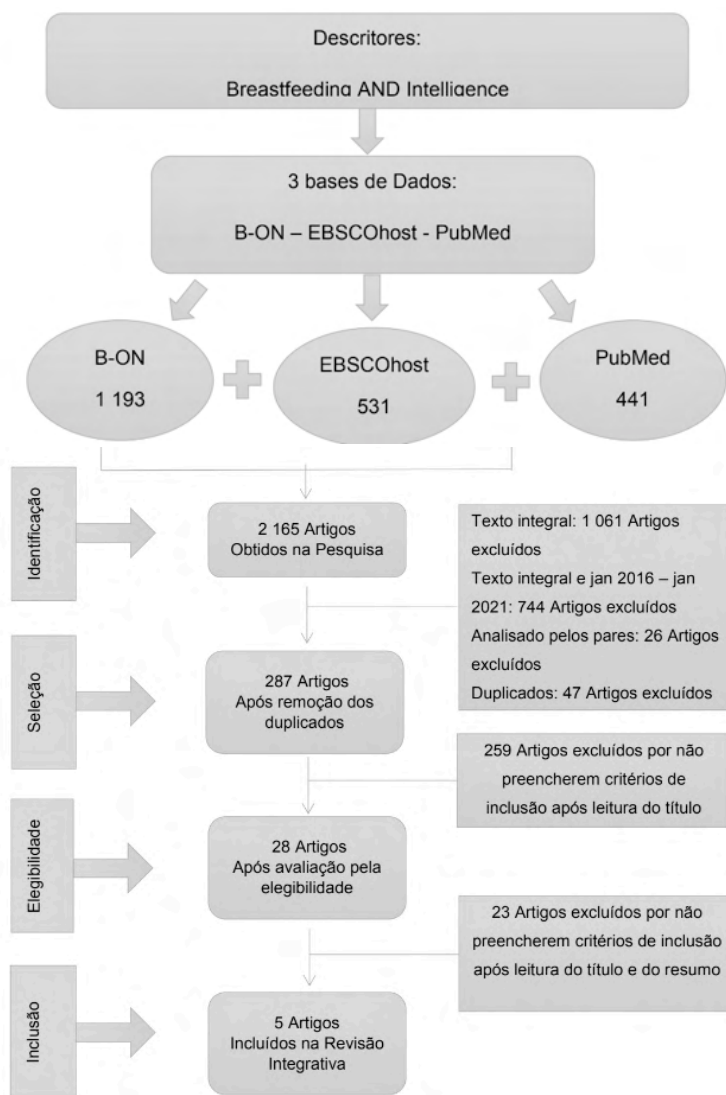 Descritores:
Breastfeeding AND Intelligence
3 bases de Dados:
B-ON – EBSCOhost - PubMed
B-ON
1 193
EBSCOhost
531
PubMed
441
Identificação
2 165 Artigos
Obtidos na Pesquisa
Texto integral: 1 061 Artigos
excluídos
Texto integral e jan 2016 – jan
2021: 744 Artigos excluídos
Analisado pelos pares: 26 Artigos
excluídos
Duplicados: 47 Artigos excluídos
Seleção
287 Artigos
Após remoção dos
duplicados
259 Artigos excluídos por não
preencherem critérios de
inclusão após leitura do título
Elegibilidade
28 Artigos
Após avaliação pela
elegibilidade
23 Artigos excluídos por não
preencherem critérios de inclusão
após leitura do título e do resumo
Inclusão
5 Artigos
Incluídos na Revisão
Integrativa